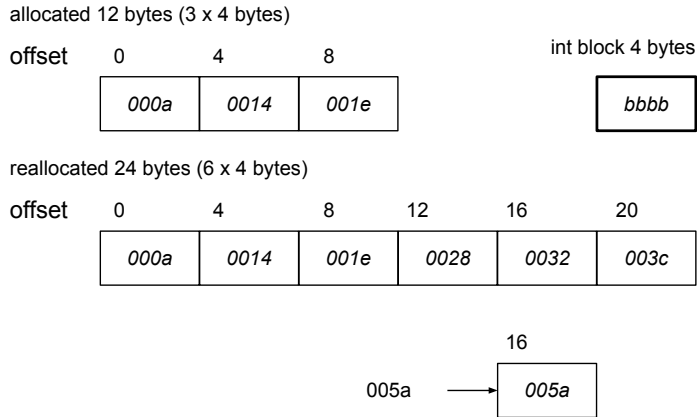 allocated 12 bytes (3 x 4 bytes)
offset 0 4 8 int block 4 bytes
000a 0014 001e bbbb
reallocated 24 bytes (6 x 4 bytes)
offset 0 4 8 12 16 20
000a 0014 001e 0028 0032 003c
16
005a 005a